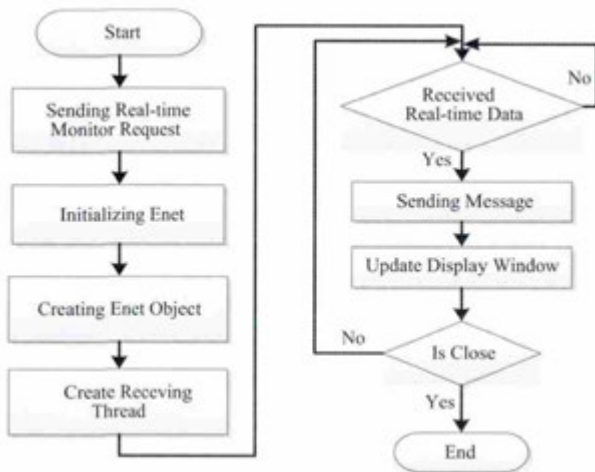 Start
Sending Real-time
Monitor Request
Initializing Enet
Creating Enet Object
Create Receving
Thread
Received
Real-time Data
No
Yes
Sending Message
Update Display Window
Is Close
No
Yes
End